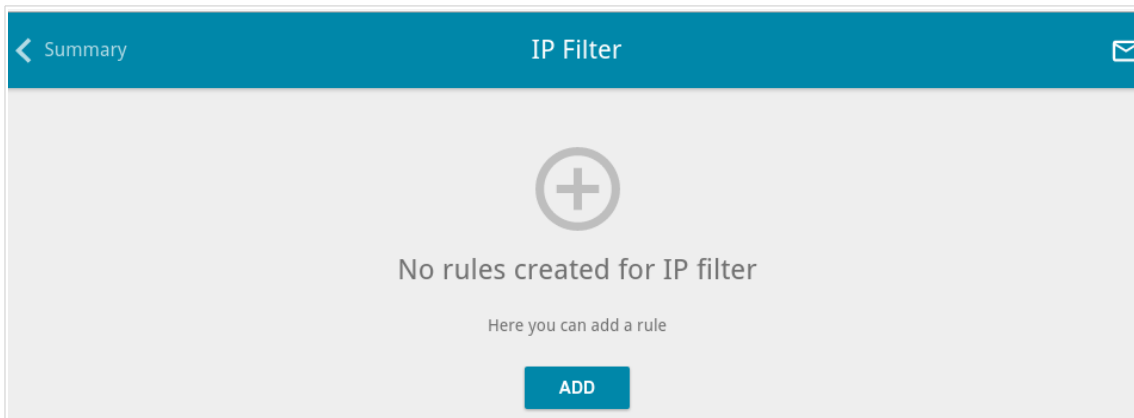 Summary
IP Filter
No rules created for IP filter
Here you can add a rule
ADD